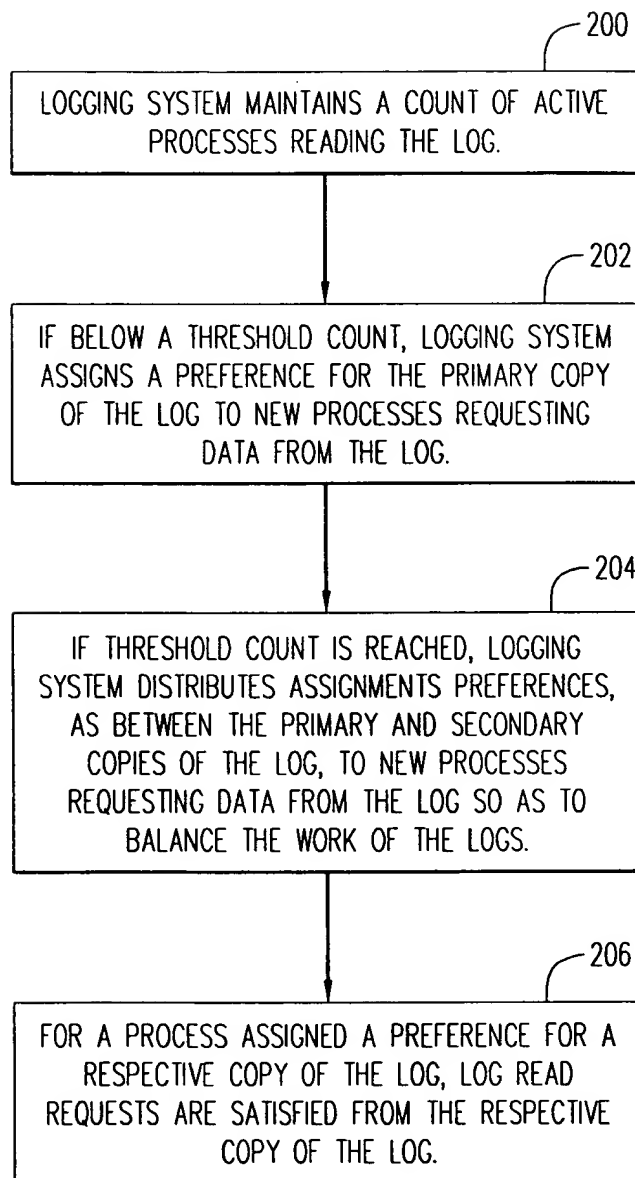 200
LOGGING SYSTEM MAINTAINS A COUNT OF ACTIVE
PROCESSES READING THE LOG.
202
IF BELOW A THRESHOLD COUNT, LOGGING SYSTEM
ASSIGNS A PREFERENCE FOR THE PRIMARY COPY
OF THE LOG TO NEW PROCESSES REQUESTING
DATA FROM THE LOG.
204
IF THRESHOLD COUNT IS REACHED, LOGGING
SYSTEM DISTRIBUTES ASSIGNMENTS PREFERENCES,
AS BETWEEN THE PRIMARY AND SECONDARY
COPIES OF THE LOG, TO NEW PROCESSES
REQUESTING DATA FROM THE LOG SO AS TO
BALANCE THE WORK OF THE LOGS.
206
FOR A PROCESS ASSIGNED A PREFERENCE FOR A
RESPECTIVE COPY OF THE LOG, LOG READ
REQUESTS ARE SATISFIED FROM THE RESPECTIVE
COPY OF THE LOG.